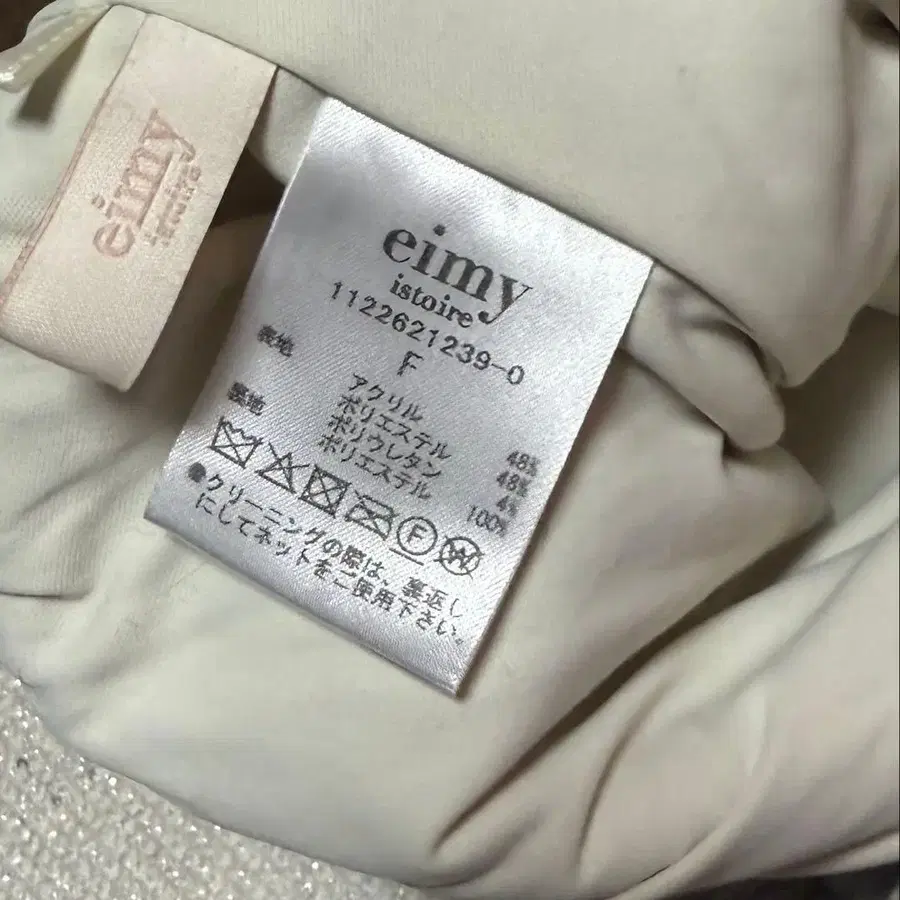 eimy
istoire
eimy
istoire
1122621239-0
F
表地 アクリル 48%
ポリエステル 48%
ポリウレタン 4%
裏地 ポリエステル 100%
F W
●クリーニングの際は、裏返し
にしてネットをご使用下さい。